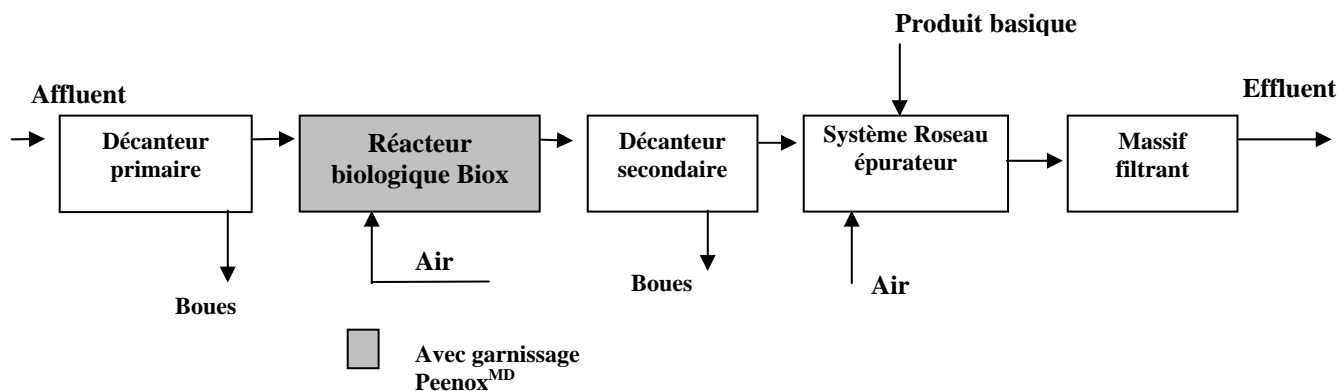 Produit basique
Affluent
Effluent
Décanteur
primaire
Réacteur
biologique Biox
Décanteur
secondaire
Système Roseau
épurateur
Massif
filtrant
Air
Boues
Boues
Air
Avec garnissage
Peenox^MD